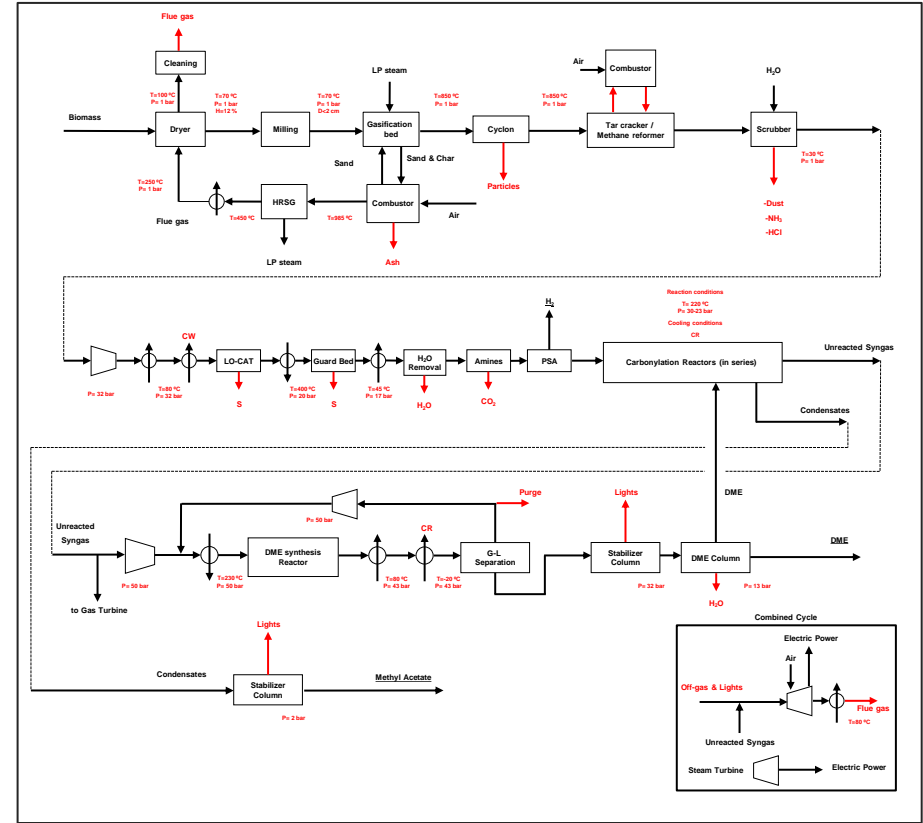 Flue gas
Cleaning
T=100 ºC
P= 1 bar
T=70 ºC
P= 1 bar
H=12 %
Biomass
Dryer
Milling
T=70 ºC
P= 1 bar
D<2 cm
LP steam
Gasification
bed
T=850 ºC
P= 1 bar
Cyclon
Particles
T=850 ºC
P= 1 bar
Air
Combustor
Tar cracker /
Methane reformer
H₂O
Scrubber
T=30 ºC
P= 1 bar
-Dust
-NH₃
-HCl
Sand
Sand & Char
T=250 ºC
P= 1 bar
Flue gas
T=450 ºC
HRSG
LP steam
T=985 ºC
Combustor
Air
Ash
P= 32 bar
CW
T=80 ºC
P= 32 bar
LO-CAT
S
T=400 ºC
P= 20 bar
Guard Bed
S
T=45 ºC
P= 17 bar
H₂O
Removal
H₂O
Amines
CO₂
H₂
PSA
Reaction conditions
T= 220 ºC
P= 30-23 bar
Cooling conditions
CR
Carbonylation Reactors (in series)
Unreacted Syngas
Condensates
DME
Unreacted
Syngas
to Gas Turbine
P= 50 bar
T=230 ºC
P= 50 bar
DME synthesis
Reactor
P= 50 bar
T=80 ºC
P= 43 bar
CR
T=-20 ºC
P= 43 bar
Purge
G-L
Separation
Lights
Stabilizer
Column
P= 32 bar
DME Column
H₂O
P= 13 bar
DME
Condensates
Lights
Stabilizer
Column
P= 2 bar
Methyl Acetate
Combined Cycle
Electric Power
Air
Off-gas & Lights
Unreacted Syngas
Flue gas
T=80 ºC
Steam Turbine
Electric Power